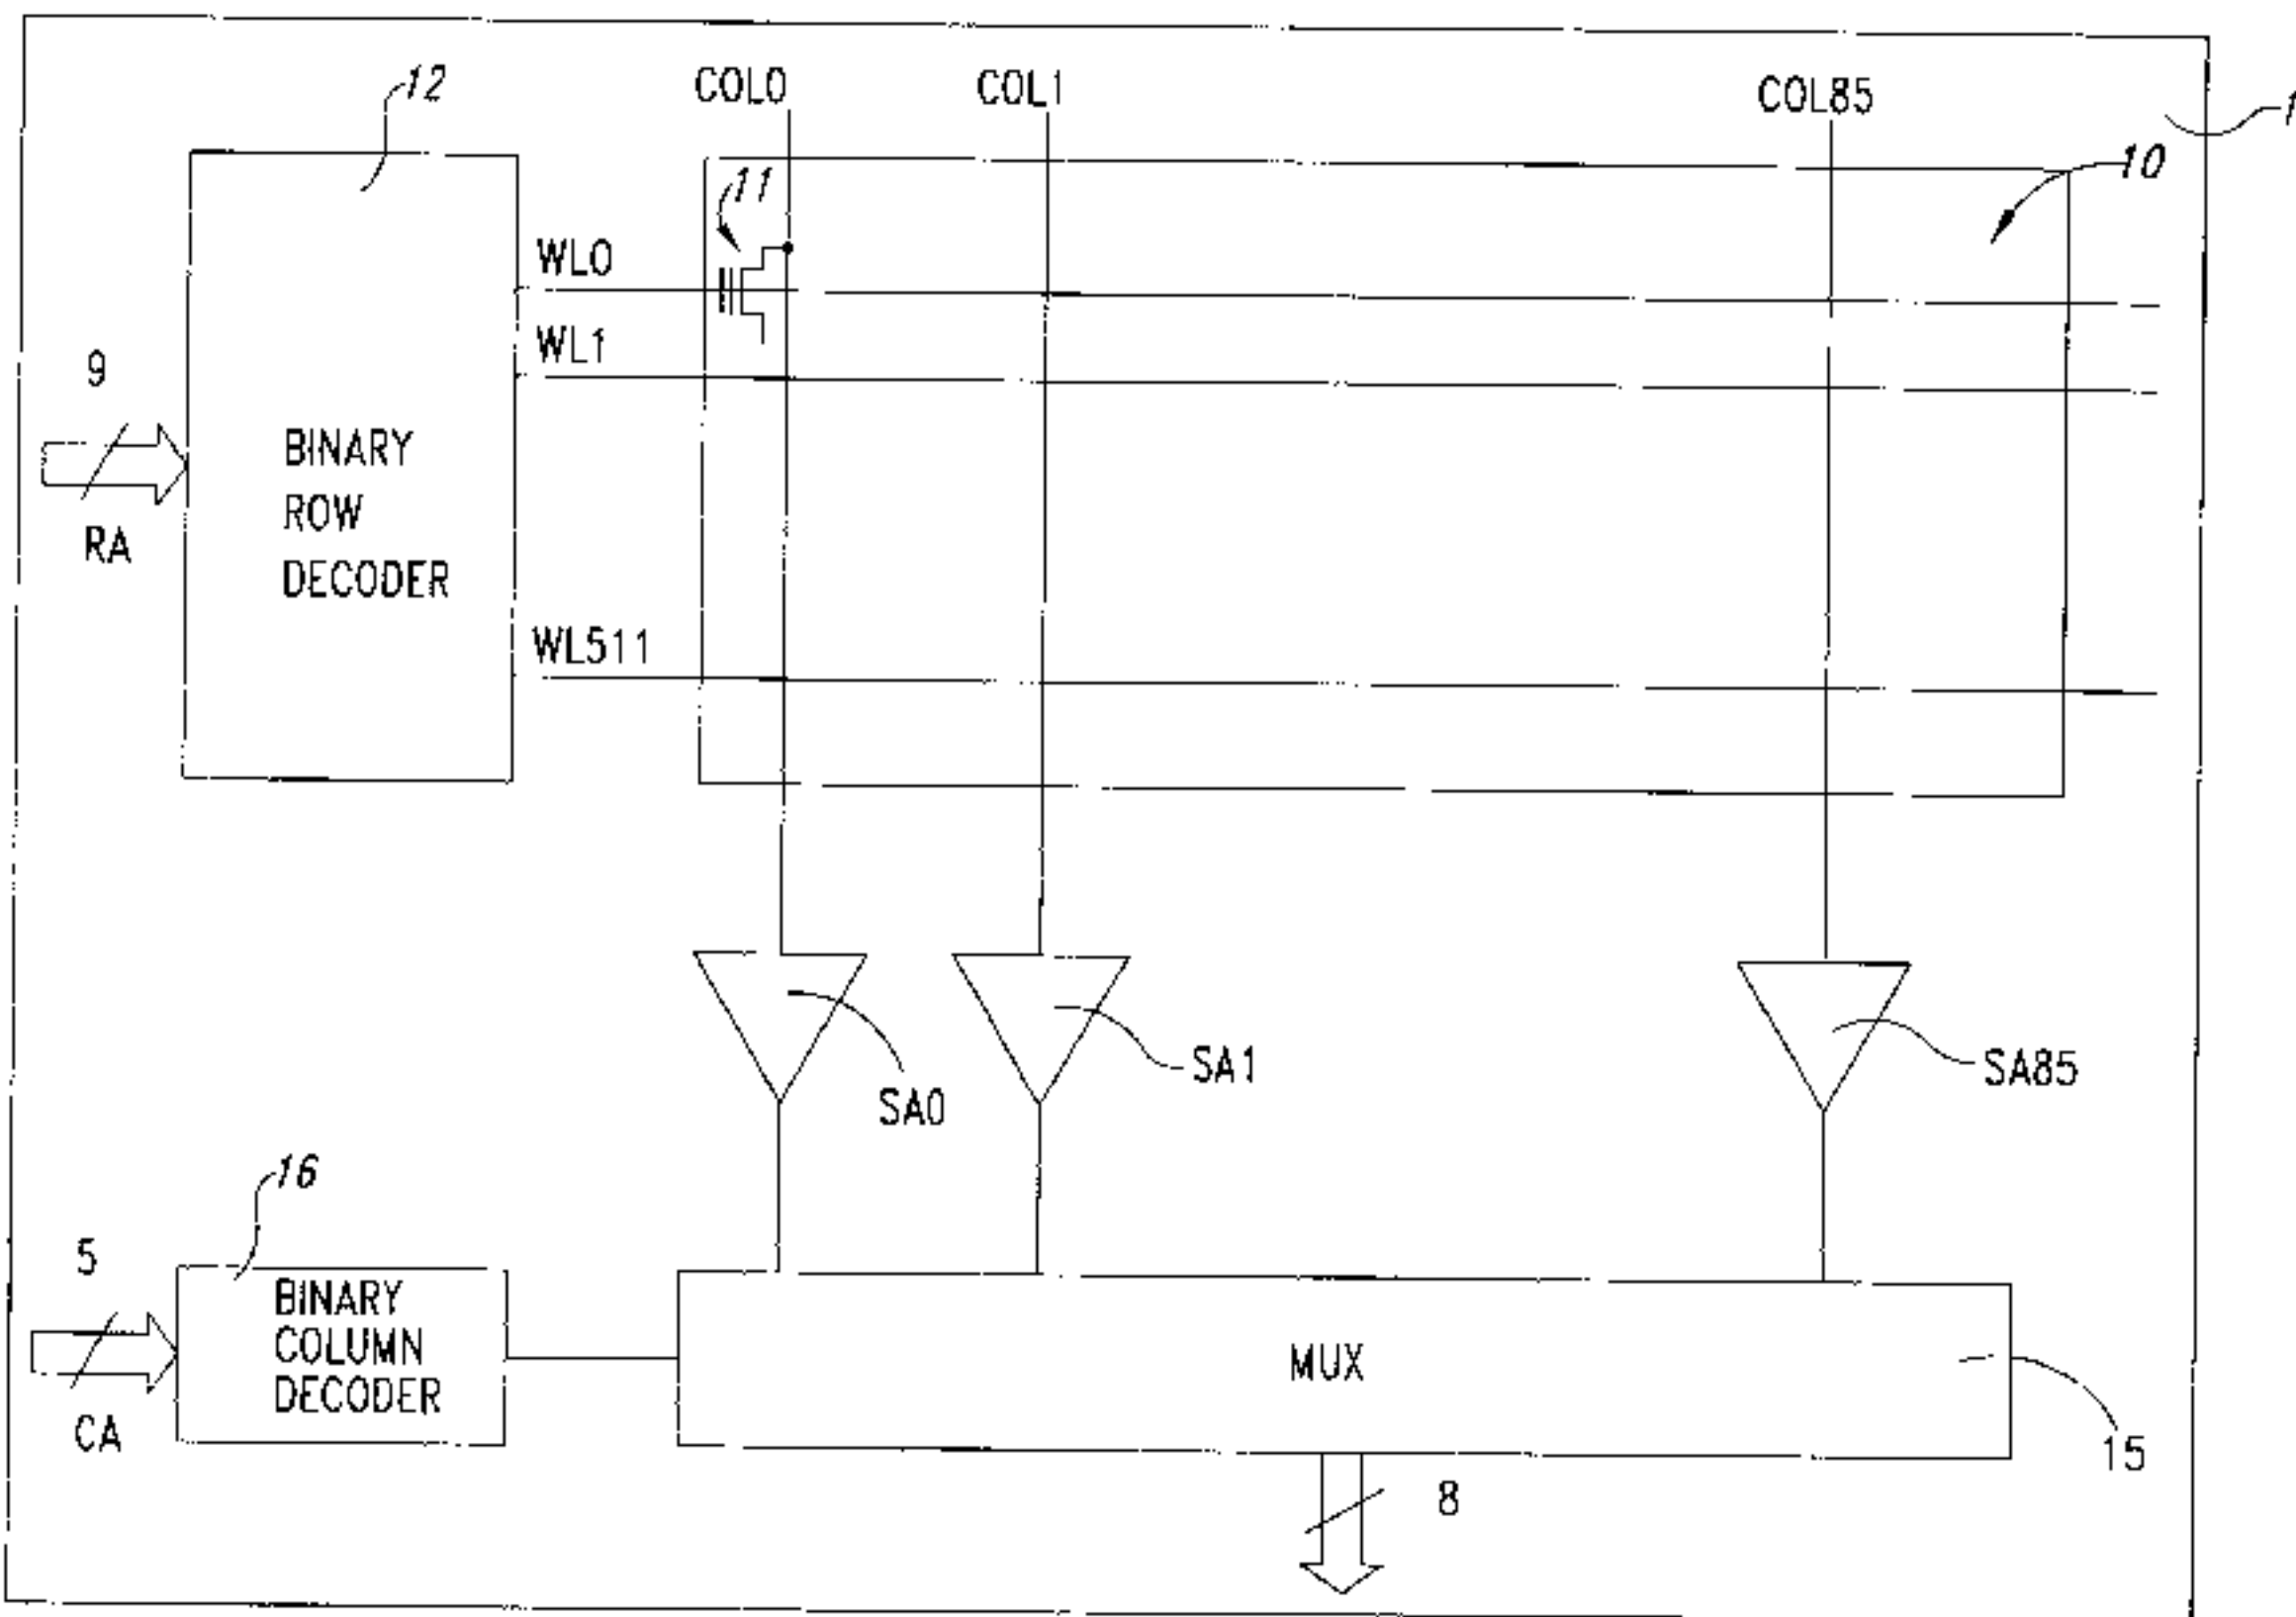 12
COL0
COL1
COL85
1
10
11
WL0
WL1
9
BINARY
ROW
DECODER
RA
WL511
SA0
SA1
SA85
16
5
BINARY
COLUMN
DECODER
CA
MUX
15
8